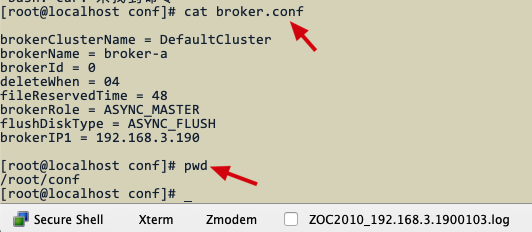 [root@localhost conf]# cat broker.conf
brokerClusterName = DefaultCluster
brokerName = broker-a
brokerId = 0
deleteWhen = 04
fileReservedTime = 48
brokerRole = ASYNC_MASTER
flushDiskType = ASYNC_FLUSH
brokerIP1 = 192.168.3.190
[root@localhost conf]# pwd
/root/conf
[root@localhost conf]# _
Secure Shell Xterm Zmodem ZOC2010_192.168.3.1900103.log